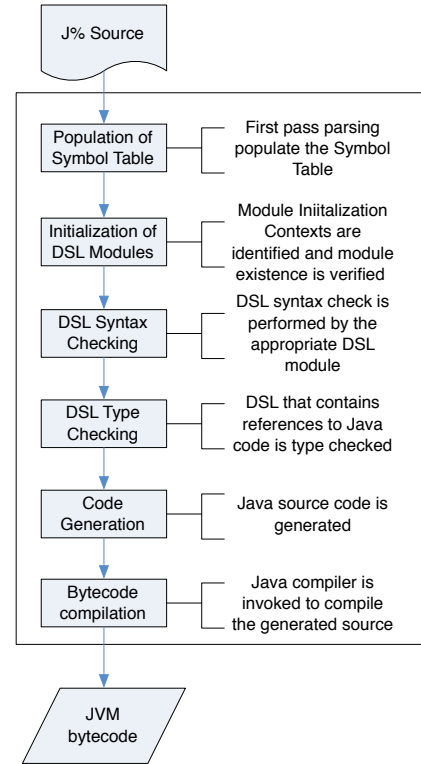 J% Source
Population of
Symbol Table
First pass parsing
populate the Symbol
Table
Initialization of
DSL Modules
Module Iniitalization
Contexts are
identified and module
existence is verified
DSL Syntax
Checking
DSL syntax check is
performed by the
appropriate DSL
module
DSL Type
Checking
DSL that contains
references to Java
code is type checked
Code
Generation
Java source code is
generated
Bytecode
compilation
Java compiler is
invoked to compile
the generated source
JVM
bytecode